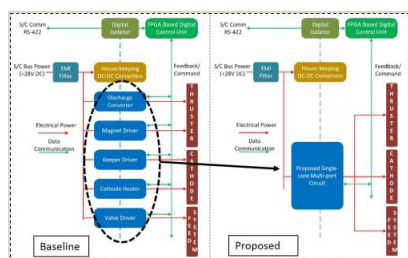 S/C Comm
RS-422
Digital
Isolator
FPGA Based Digital
Control Unit
S/C Bus Power
(+28V DC)
EMI
Filter
House-keeping
DC-DC Converters
Feedback/
Command
Discharge
Converter
Magnet Driver
Keeper Driver
Cathode Heater
Valve Driver
Electrical Power
Data
Communication
THRUSTER
CATHODE
FEED
SYSTEM
Baseline
S/C Comm
RS-422
Digital
Isolator
FPGA Based Digital
Control Unit
S/C Bus Power
(+28V DC)
EMI
Filter
House-keeping
DC-DC Converters
Feedback/
Command
Proposed Single-
core Multi-port
Circuit
Electrical Power
Data
Communication
THRUSTER
CATHODE
FEED
SYSTEM
Proposed